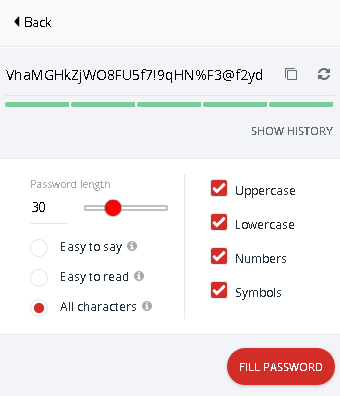 Back
VhaMGHkZjWO8FU5f7!9qHN%F3@f2yd
SHOW HISTORY
Password length
30
Easy to say
Easy to read
All characters
Uppercase
Lowercase
Numbers
Symbols
FILL PASSWORD